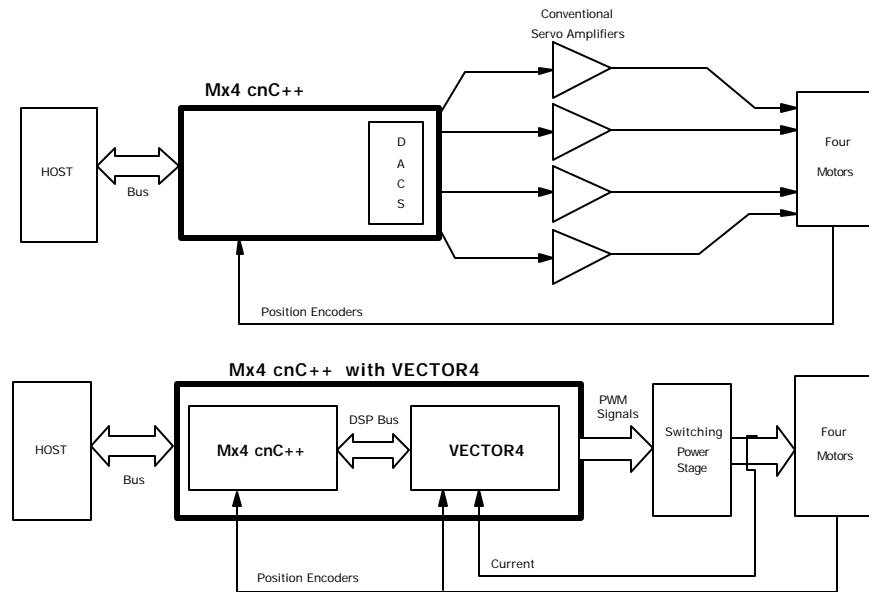 Conventional
Servo Amplifiers
Mx4 cnC++
HOST
Bus
D
A
C
S
Four
Motors
Position Encoders
Mx4 cnC++ with VECTOR4
HOST
Bus
Mx4 cnC++
DSP Bus
VECTOR4
PWM
Signals
Switching
Power
Stage
Four
Motors
Current
Position Encoders